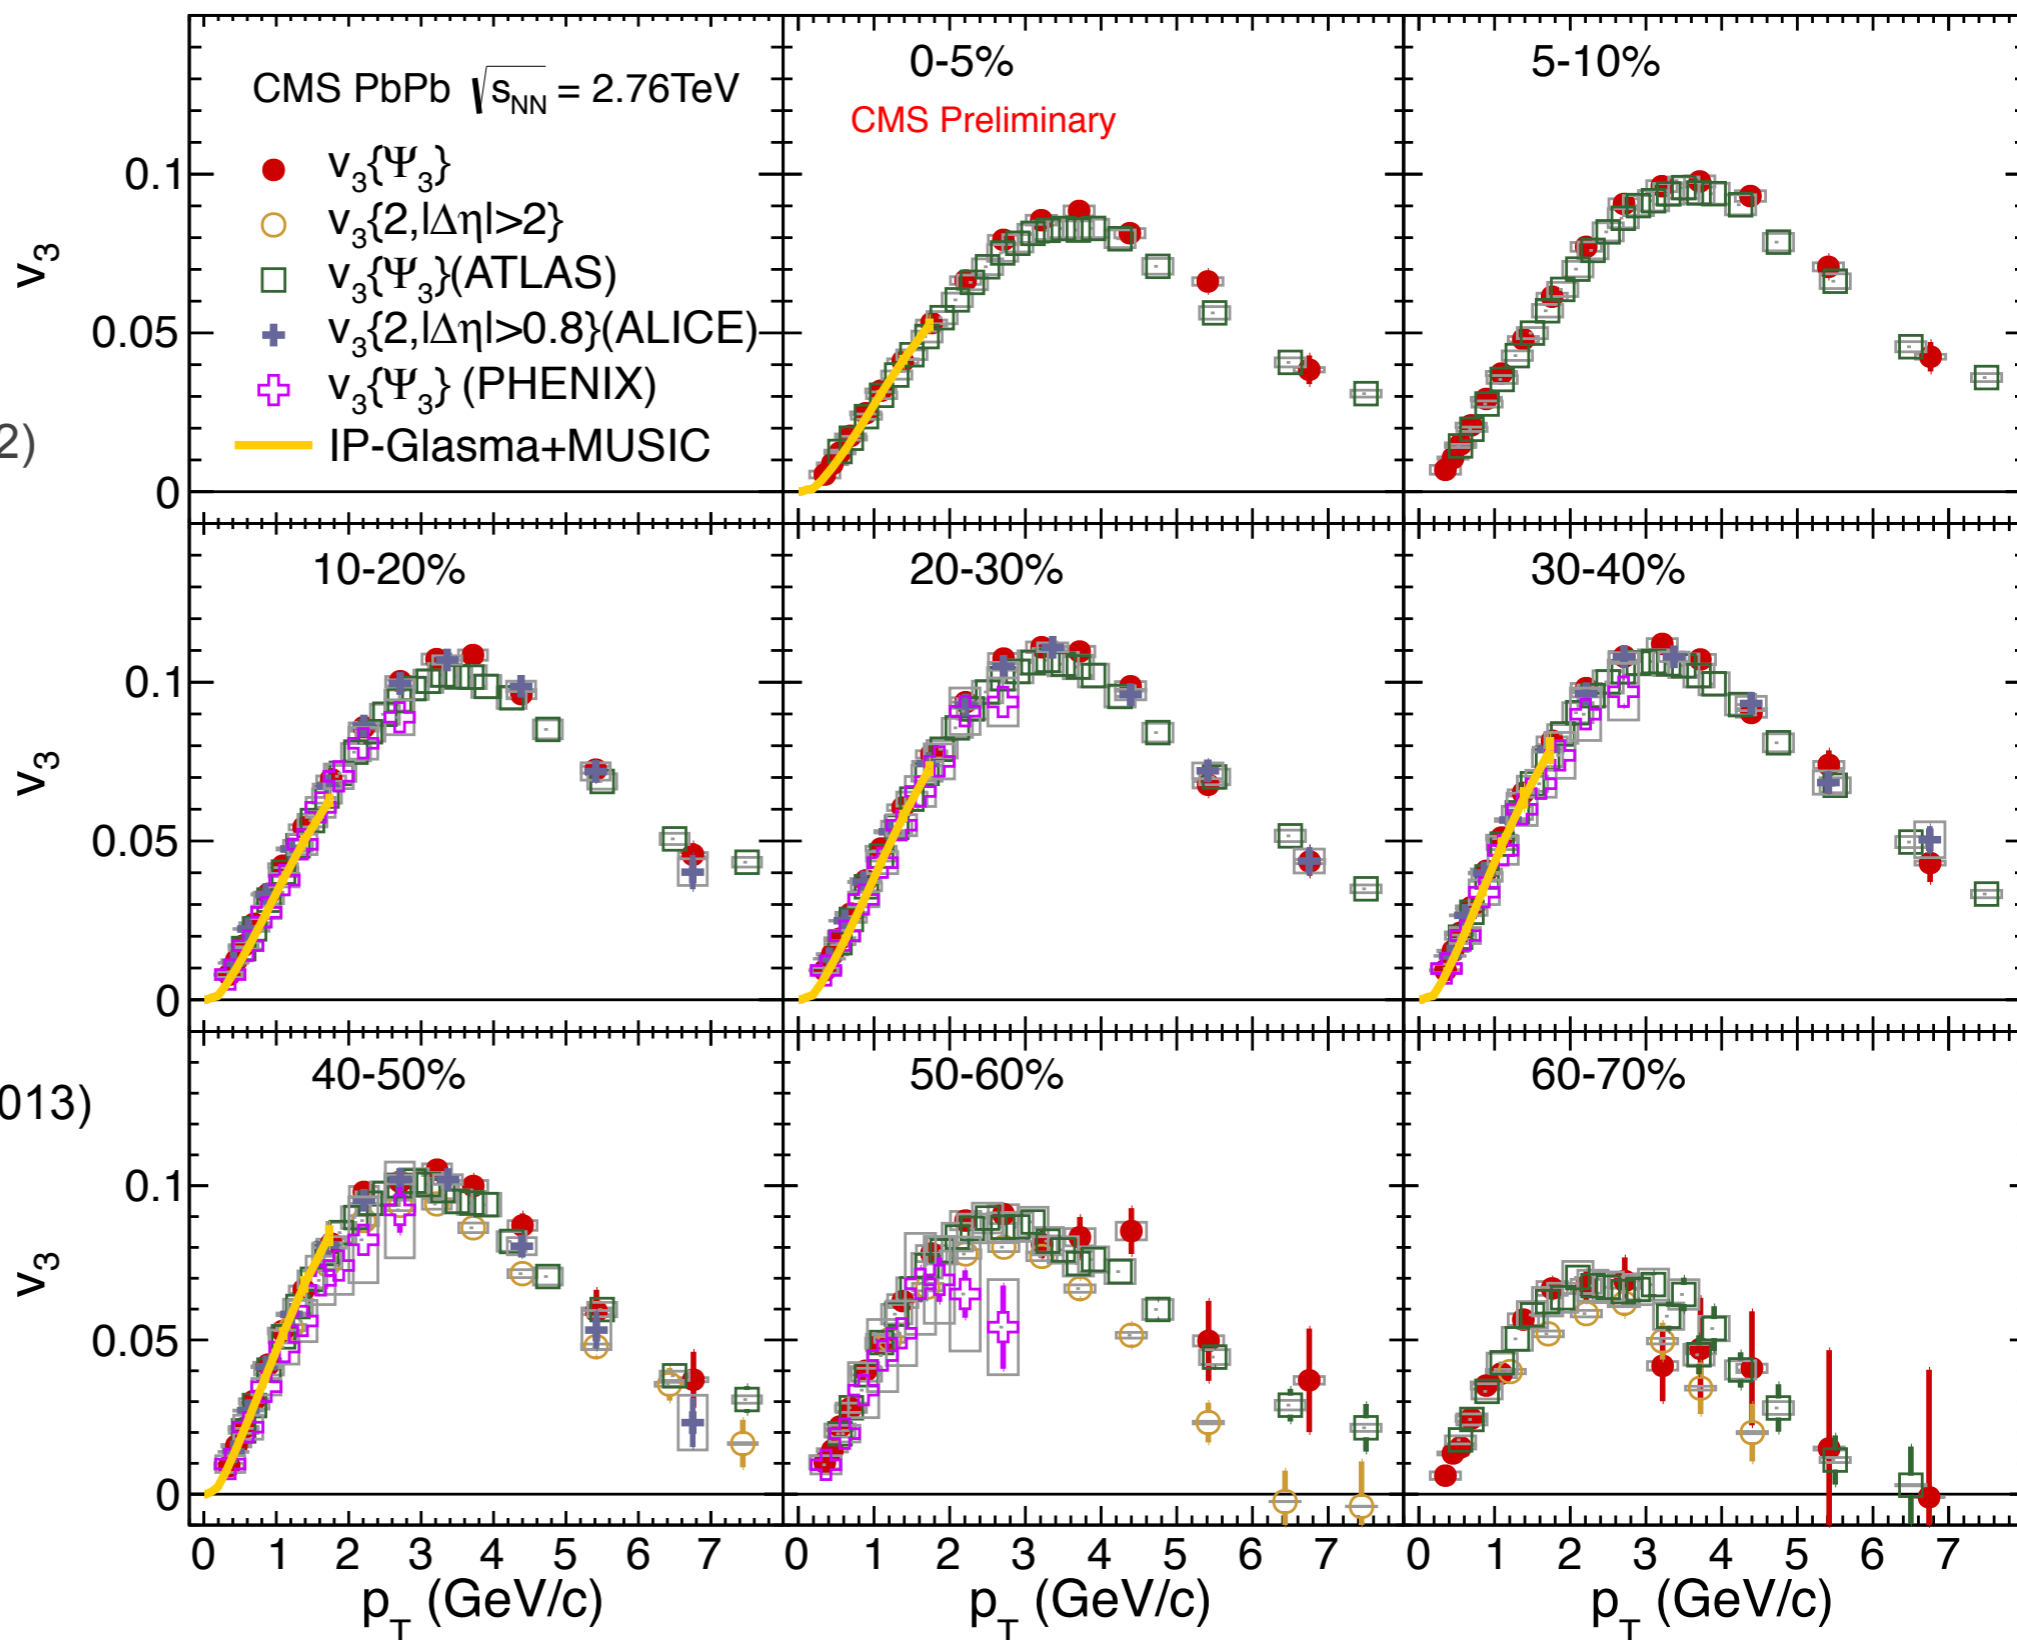 CMS PbPb √sNN = 2.76TeV
v3{Ψ3}
v3{2,|Δη|>2}
v3{Ψ3}(ATLAS)
v3{2,|Δη|>0.8}(ALICE)
v3{Ψ3} (PHENIX)
IP-Glasma+MUSIC
0-5%
CMS Preliminary
5-10%
v3
0.1
0.05
0
2)
10-20%
20-30%
30-40%
v3
0.1
0.05
0
013)
40-50%
50-60%
60-70%
v3
0.1
0.05
0
0 1 2 3 4 5 6 7
0 1 2 3 4 5 6 7
0 1 2 3 4 5 6 7
pT (GeV/c)
pT (GeV/c)
pT (GeV/c)